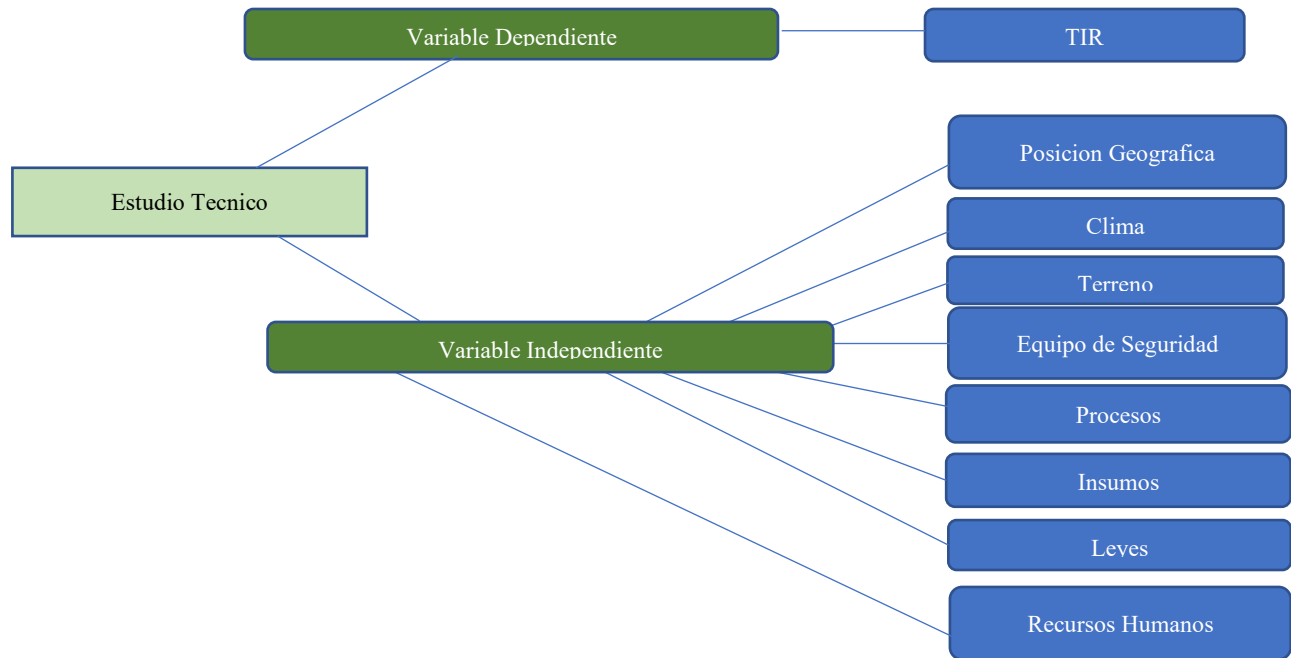 Variable Dependiente
TIR
Posicion Geografica
Estudio Tecnico
Clima
Terreno
Variable Independiente
Equipo de Seguridad
Procesos
Insumos
Leyes
Recursos Humanos